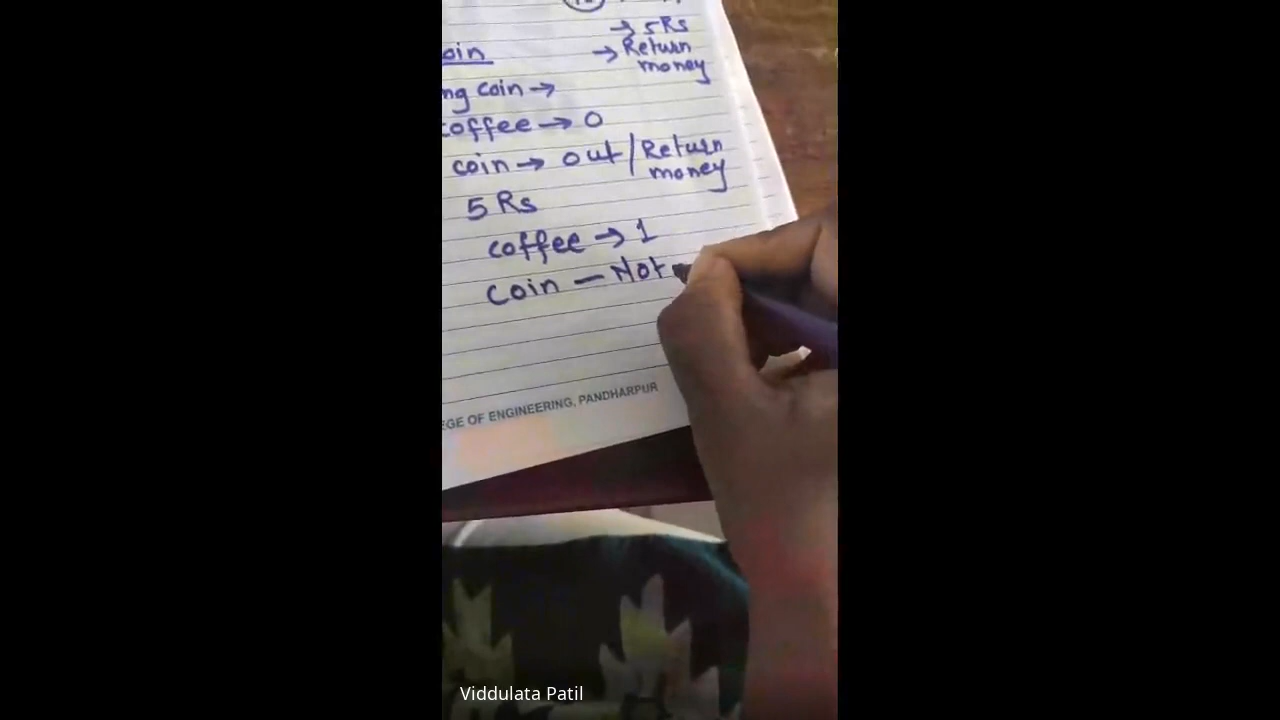 → 5Rs
oin → Return
money
ng coin →
coffee → 0
coin → out / Return
money
5 Rs
coffee → 1
coin – Not
EGE OF ENGINEERING, PANDHARPUR
Viddulata Patil